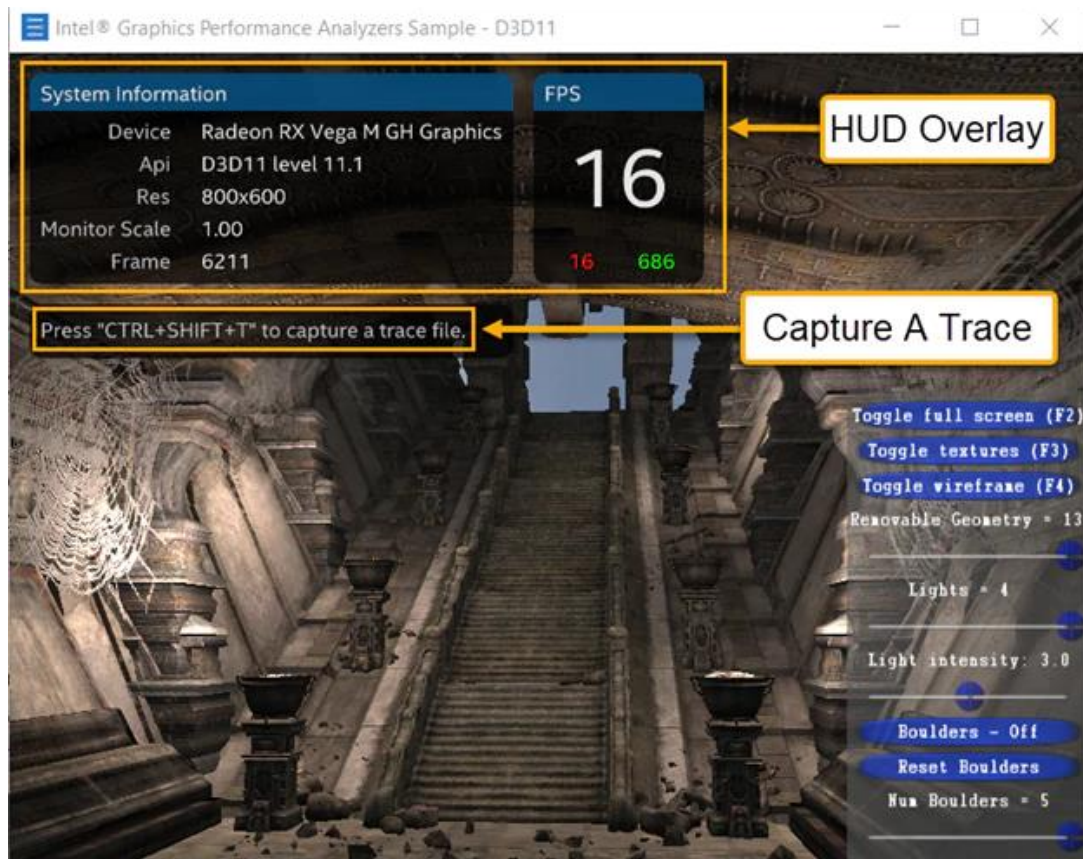 Intel® Graphics Performance Analyzers Sample - D3D11
System Information
Device Radeon RX Vega M GH Graphics
Api D3D11 level 11.1
Res 800x600
Monitor Scale 1.00
Frame 6211
FPS
16
16 686
HUD Overlay
Press "CTRL+SHIFT+T" to capture a trace file.
Capture A Trace
Toggle full screen (F2)
Toggle textures (F3)
Toggle wireframe (F4)
Removable Geometry = 13
Lights = 4
Light intensity: 3.0
Boulders - Off
Reset Boulders
Num Boulders = 5